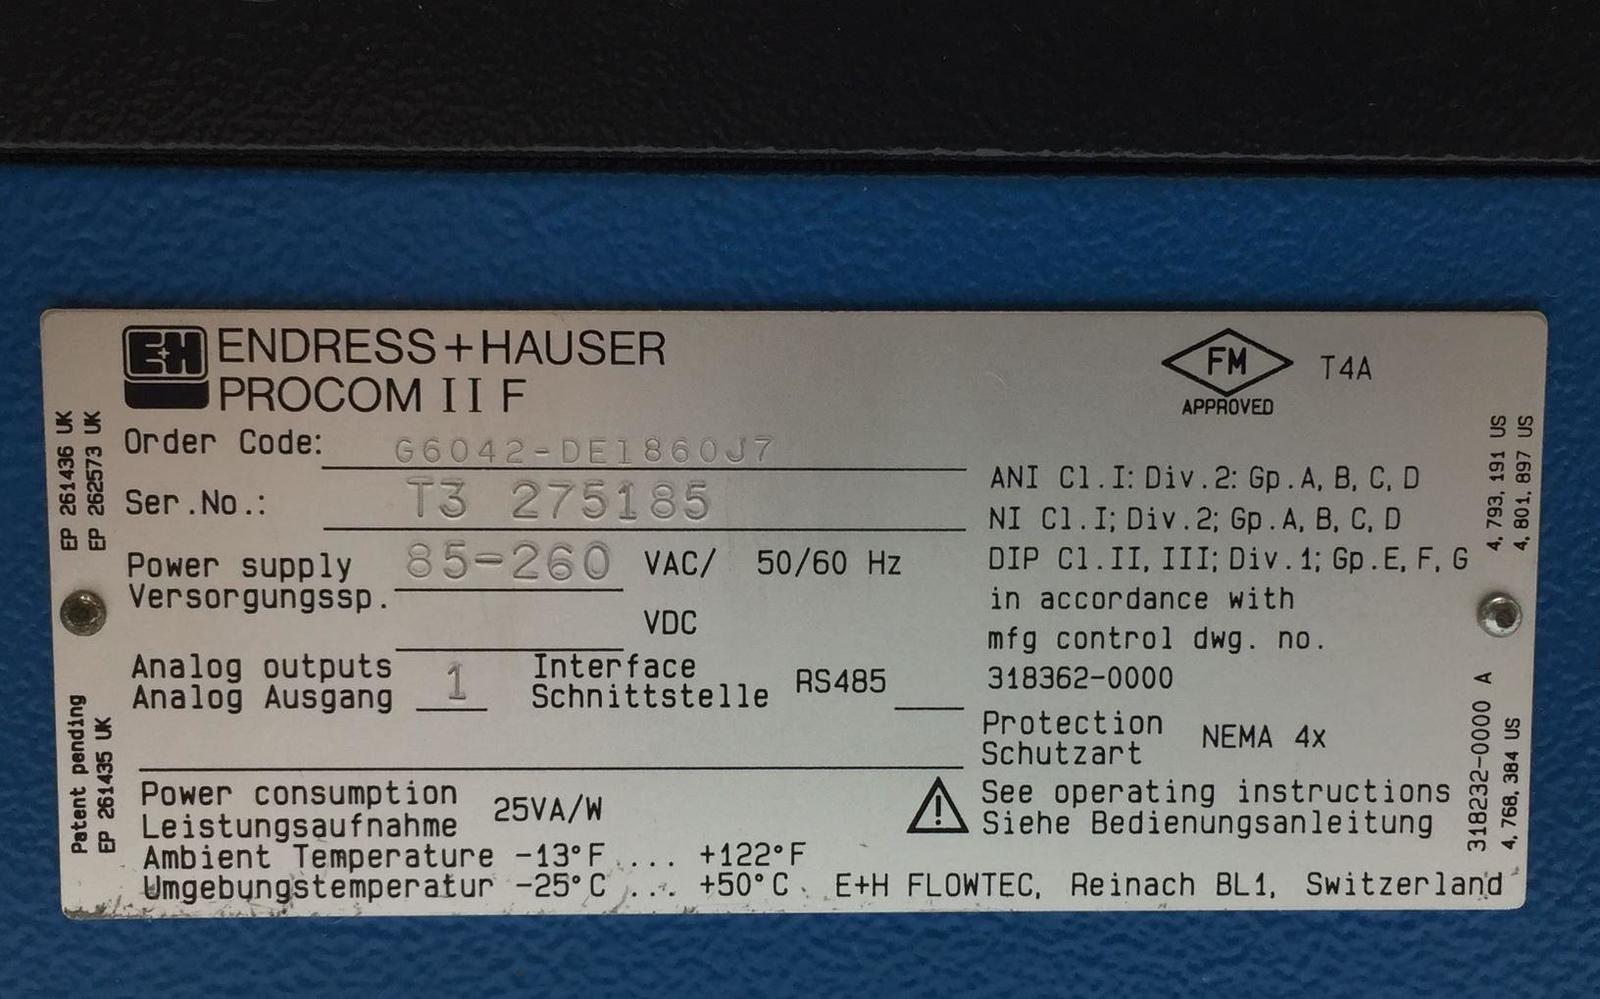 E+H ENDRESS+HAUSER
PROCOM II F
FM
APPROVED
T4A
Order Code: G6042-DE1860J7
Ser.No.: T3 275185
Power supply 85-260 VAC/ 50/60 Hz
Versorgungssp.
VDC
Analog outputs 1 Interface RS485
Analog Ausgang Schnittstelle
Power consumption 25VA/W
Leistungsaufnahme
Ambient Temperature -13°F .... +122°F
Umgebungstemperatur -25°C .... +50°C
ANI Cl.I: Div.2: Gp.A, B, C, D
NI Cl.I; Div.2; Gp.A, B, C, D
DIP Cl.II, III; Div.1; Gp.E, F, G
in accordance with
mfg control dwg. no.
318362-0000
Protection NEMA 4x
Schutzart
See operating instructions
Siehe Bedienungsanleitung
E+H FLOWTEC, Reinach BL1, Switzerland
EP 261436 UK
EP 262573 UK
Patent pending
EP 261435 UK
4, 793, 191 US
4, 801, 897 US
318232-0000 A
4, 768, 384 US